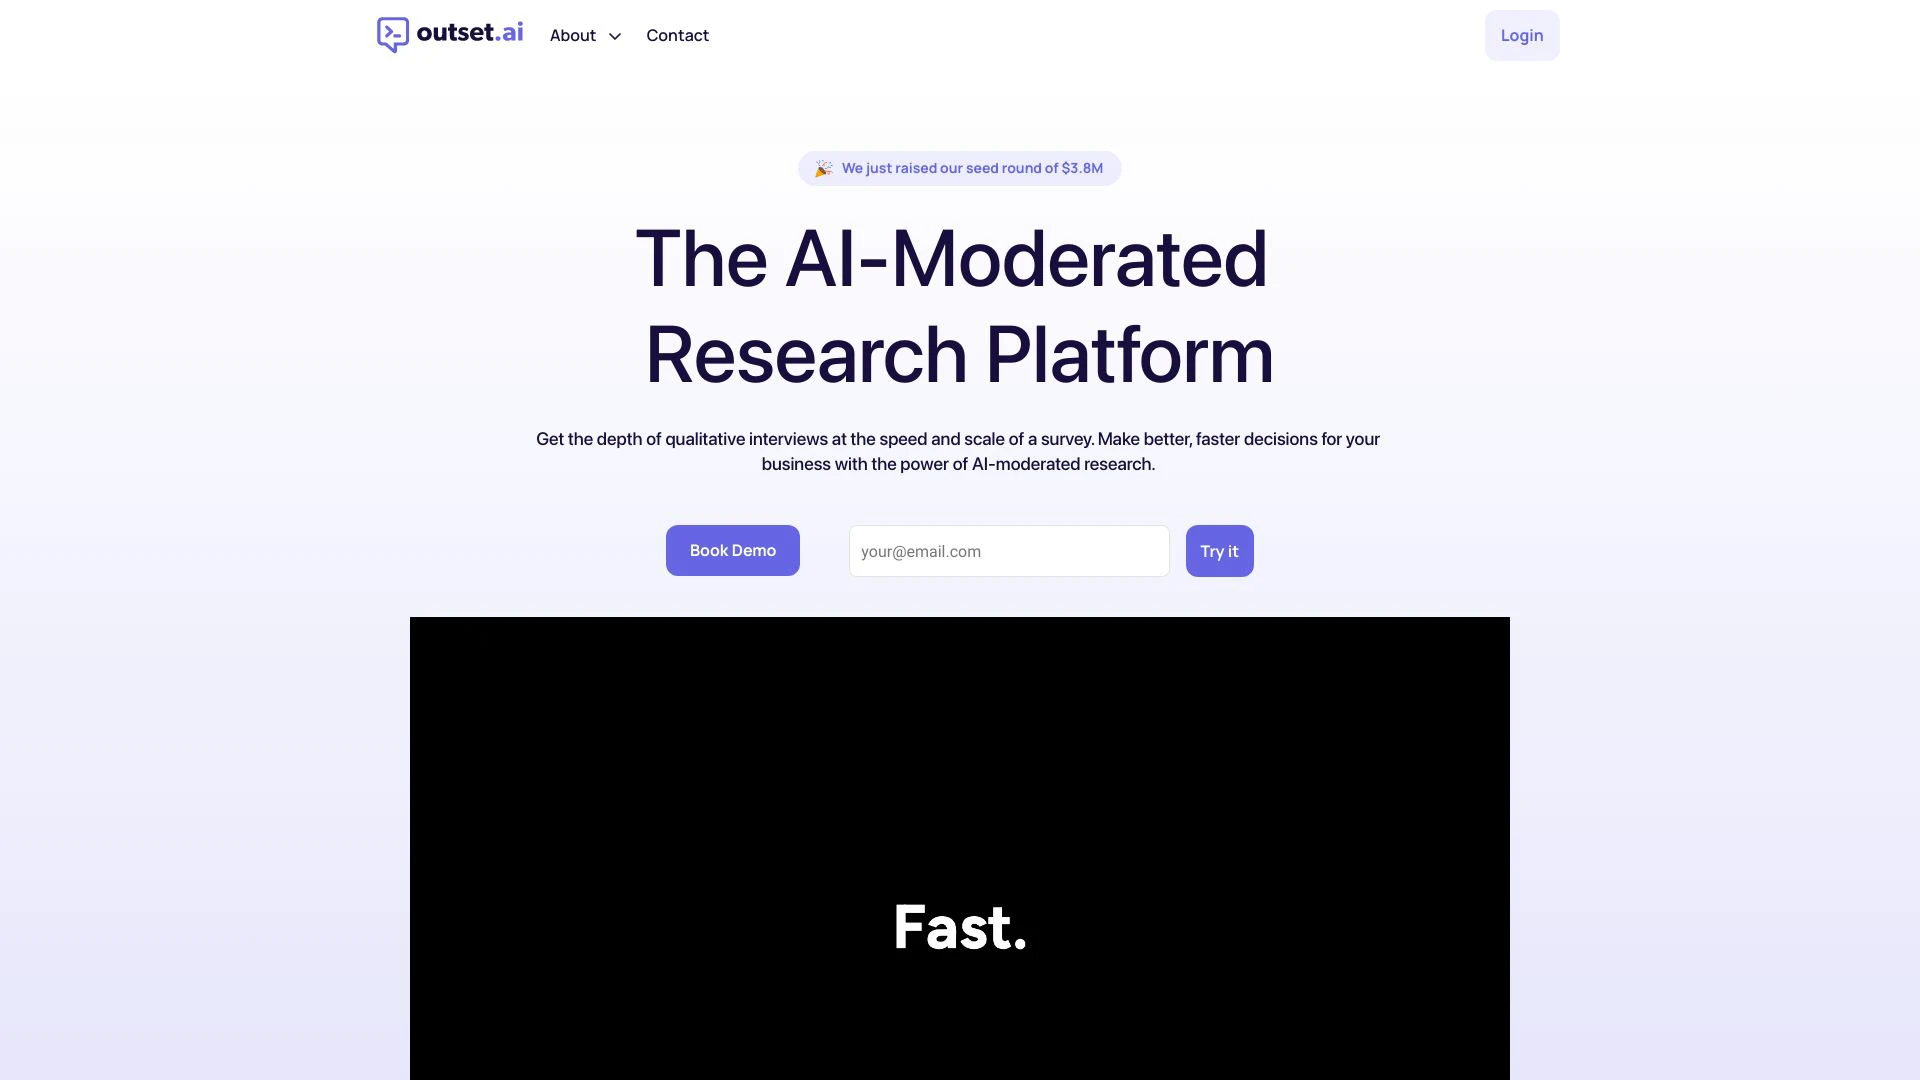 outset.ai About Contact Login
We just raised our seed round of $3.8M
The AI-Moderated
Research Platform
Get the depth of qualitative interviews at the speed and scale of a survey. Make better, faster decisions for your
business with the power of AI-moderated research.
Book Demo your@email.com Try it
Fast.